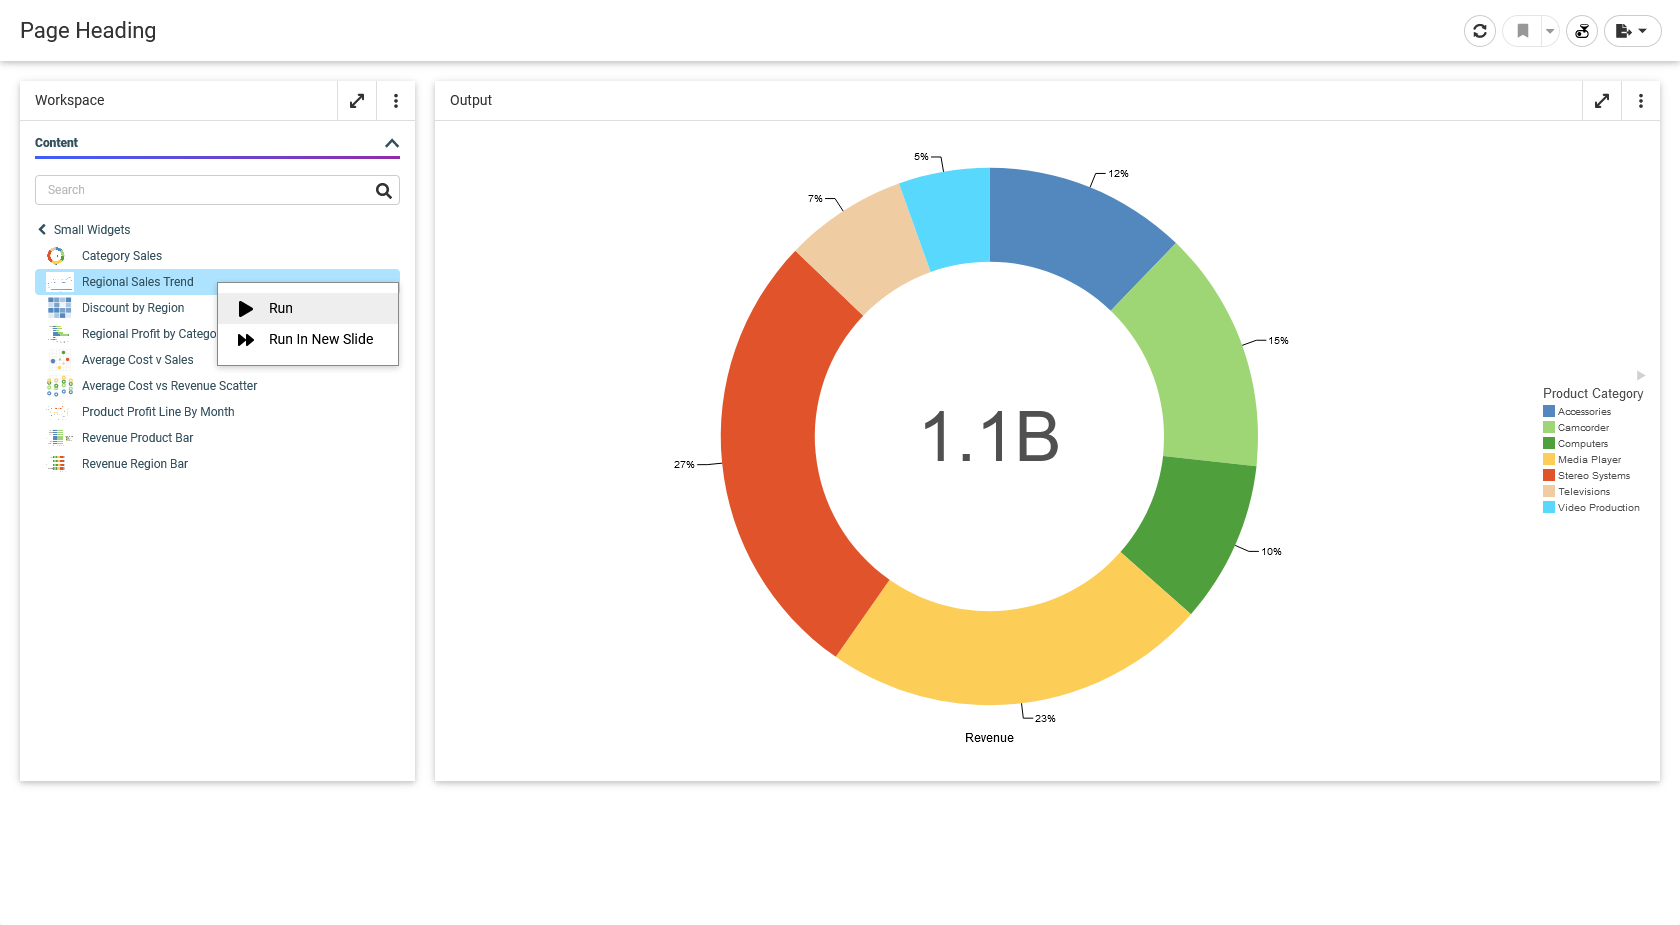 Page Heading
Workspace
Content
Search
Small Widgets
Category Sales
Regional Sales Trend
Discount by Region
Regional Profit by Catego
Average Cost v Sales
Average Cost vs Revenue Scatter
Product Profit Line By Month
Revenue Product Bar
Revenue Region Bar
Run
Run In New Slide
Output
5%
12%
7%
15%
27%
10%
23%
1.1B
Revenue
Product Category
Accessories
Camcorder
Computers
Media Player
Stereo Systems
Televisions
Video Production